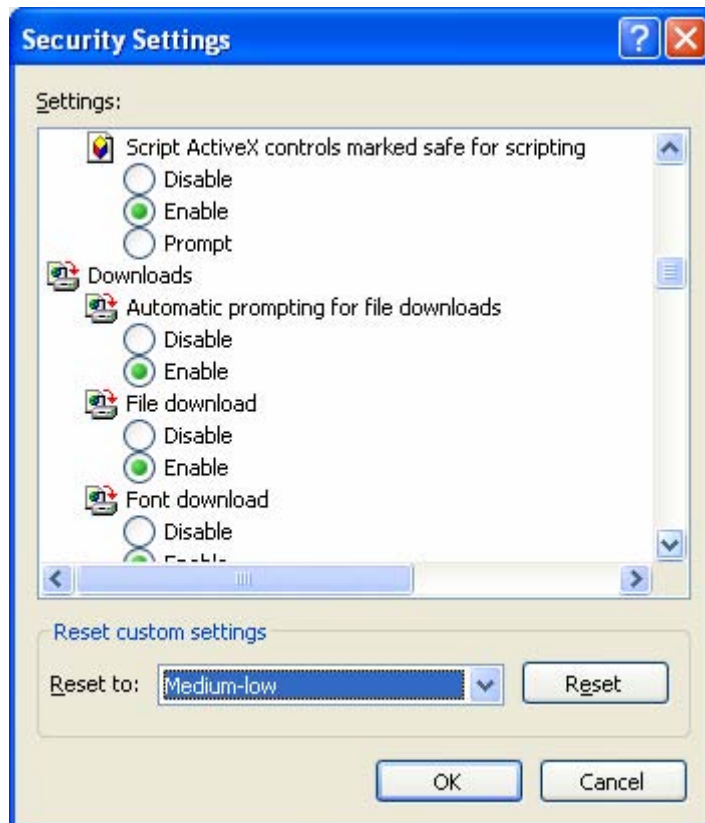 Security Settings
Settings:
Script ActiveX controls marked safe for scripting
Disable
Enable
Prompt
Downloads
Automatic prompting for file downloads
Disable
Enable
File download
Disable
Enable
Font download
Disable
Enable
Reset custom settings
Reset to: Medium-low Reset
OK Cancel